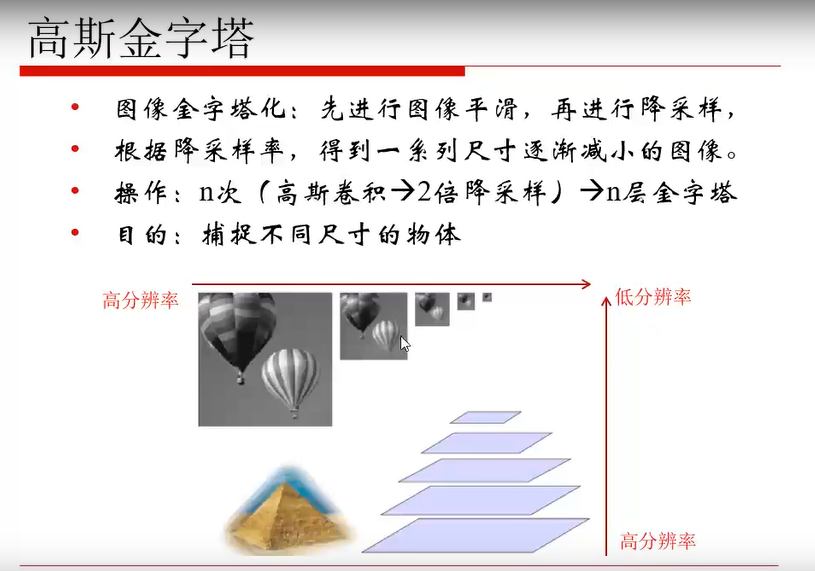 高斯金字塔
• 图像金字塔化：先进行图像平滑，再进行降采样，
• 根据降采样率，得到一系列尺寸逐渐减小的图像。
• 操作：n次（高斯卷积→2倍降采样）→n层金字塔
• 目的：捕捉不同尺寸的物体
高分辨率
低分辨率
高分辨率